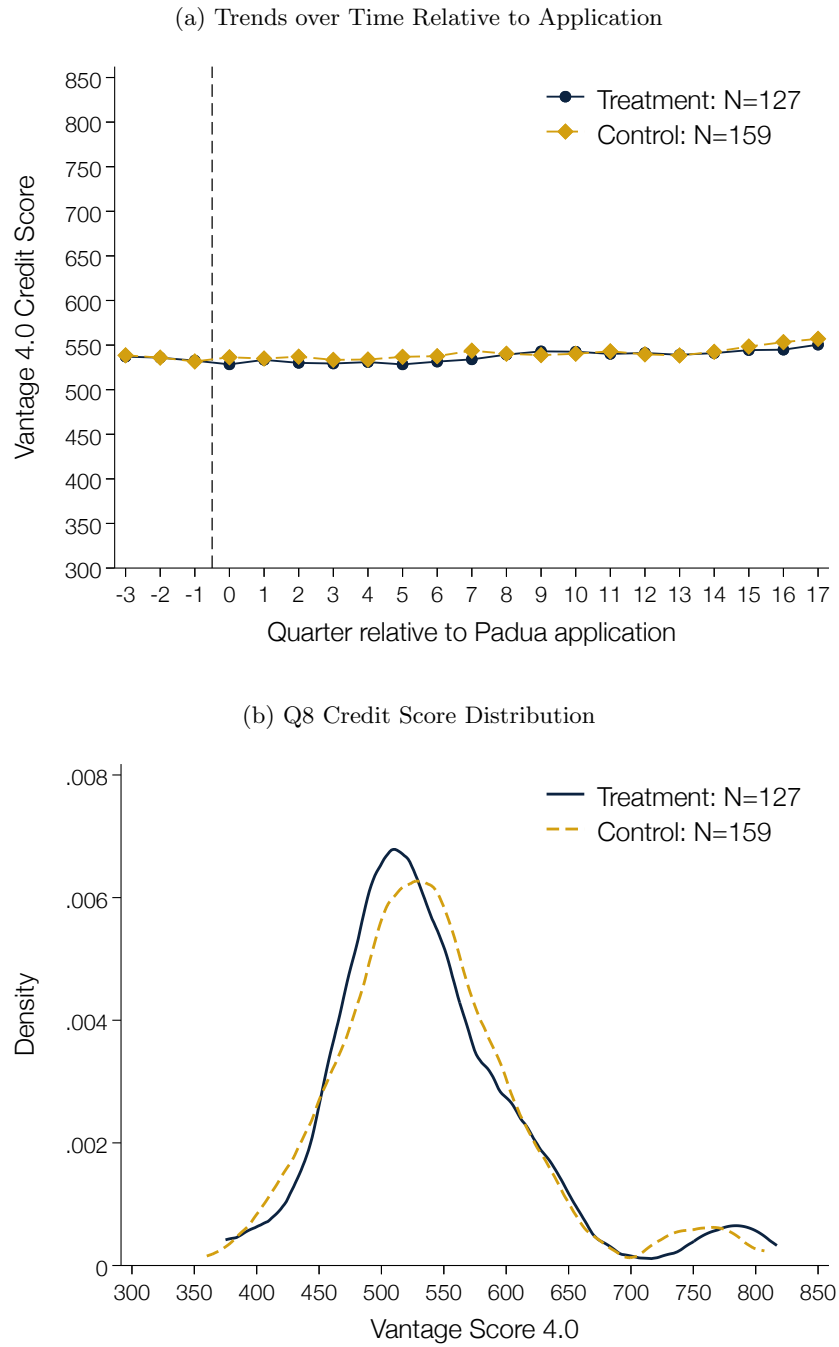 (a) Trends over Time Relative to Application
850
800
750
700
650
600
550
500
450
400
350
300
Vantage 4.0 Credit Score
Treatment: N=127
Control: N=159
-3 -2 -1 0 1 2 3 4 5 6 7 8 9 10 11 12 13 14 15 16 17
Quarter relative to Padua application
(b) Q8 Credit Score Distribution
.008
.006
.004
.002
0
Density
Treatment: N=127
Control: N=159
300 350 400 450 500 550 600 650 700 750 800 850
Vantage Score 4.0